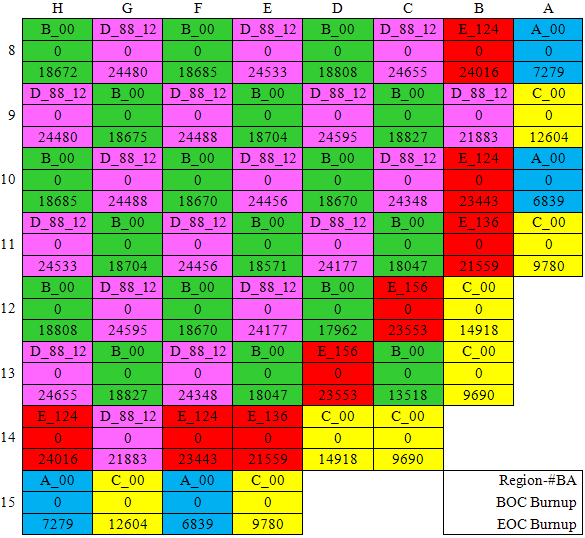 H G F E D C B A
B_00 D_88_12 B_00 D_88_12 B_00 D_88_12 E_124 A_00
8 0 0 0 0 0 0 0 0
18672 24480 18685 24533 18808 24655 24016 7279
D_88_12 B_00 D_88_12 B_00 D_88_12 B_00 D_88_12 C_00
9 0 0 0 0 0 0 0 0
24480 18675 24488 18704 24595 18827 21883 12604
B_00 D_88_12 B_00 D_88_12 B_00 D_88_12 E_124 A_00
10 0 0 0 0 0 0 0 0
18685 24488 18670 24456 18670 24348 23443 6839
D_88_12 B_00 D_88_12 B_00 D_88_12 B_00 E_136 C_00
11 0 0 0 0 0 0 0 0
24533 18704 24456 18571 24177 18047 21559 9780
B_00 D_88_12 B_00 D_88_12 B_00 E_156 C_00
12 0 0 0 0 0 0 0
18808 24595 18670 24177 17962 23553 14918
D_88_12 B_00 D_88_12 B_00 E_156 B_00 C_00
13 0 0 0 0 0 0 0
24655 18827 24348 18047 23553 13518 9690
E_124 D_88_12 E_124 E_136 C_00 C_00
14 0 0 0 0 0 0
24016 21883 23443 21559 14918 9690
A_00 C_00 A_00 C_00 Region-#BA
15 0 0 0 0 BOC Burnup
7279 12604 6839 9780 EOC Burnup